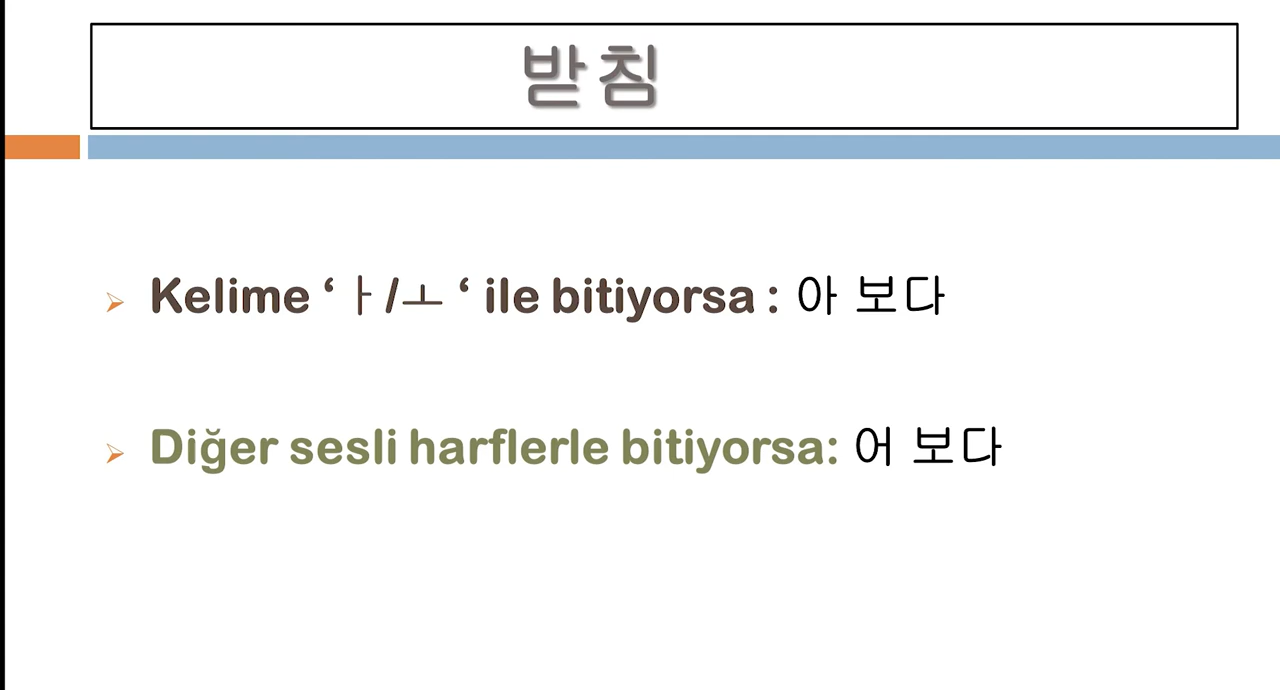 받침
Kelime ‘ㅏ/ㅗ ‘ ile bitiyorsa : 아 보다
Diğer sesli harflerle bitiyorsa: 어 보다